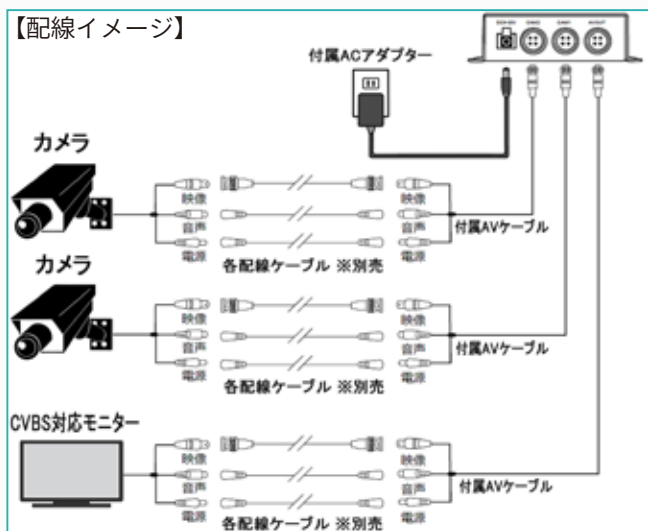 【配線イメージ】
付属ACアダプター
CAM2 CAM1 AVOUT
カメラ
映像 映像
音声 音声
電源 電源
付属AVケーブル
各配線ケーブル ※別売
カメラ
映像 映像
音声 音声
電源 電源
付属AVケーブル
各配線ケーブル ※別売
CVBS対応モニター
映像 映像
音声 音声
電源 電源
付属AVケーブル
各配線ケーブル ※別売